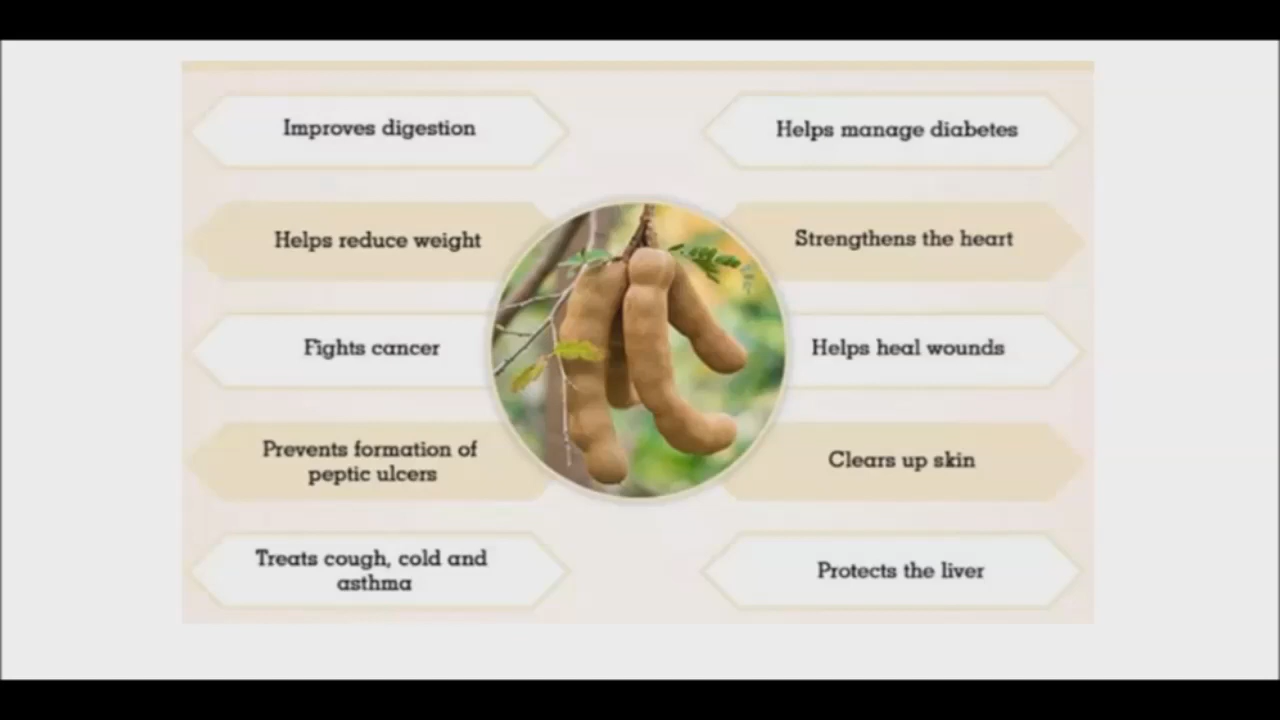 Improves digestion
Helps manage diabetes
Helps reduce weight
Strengthens the heart
Fights cancer
Helps heal wounds
Prevents formation of
peptic ulcers
Clears up skin
Treats cough, cold and
asthma
Protects the liver